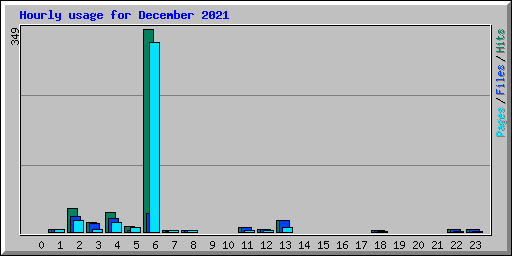 Hourly usage for December 2021
349
Pages/Files/Hits
0 1 2 3 4 5 6 7 8 9 10 11 12 13 14 15 16 17 18 19 20 21 22 23